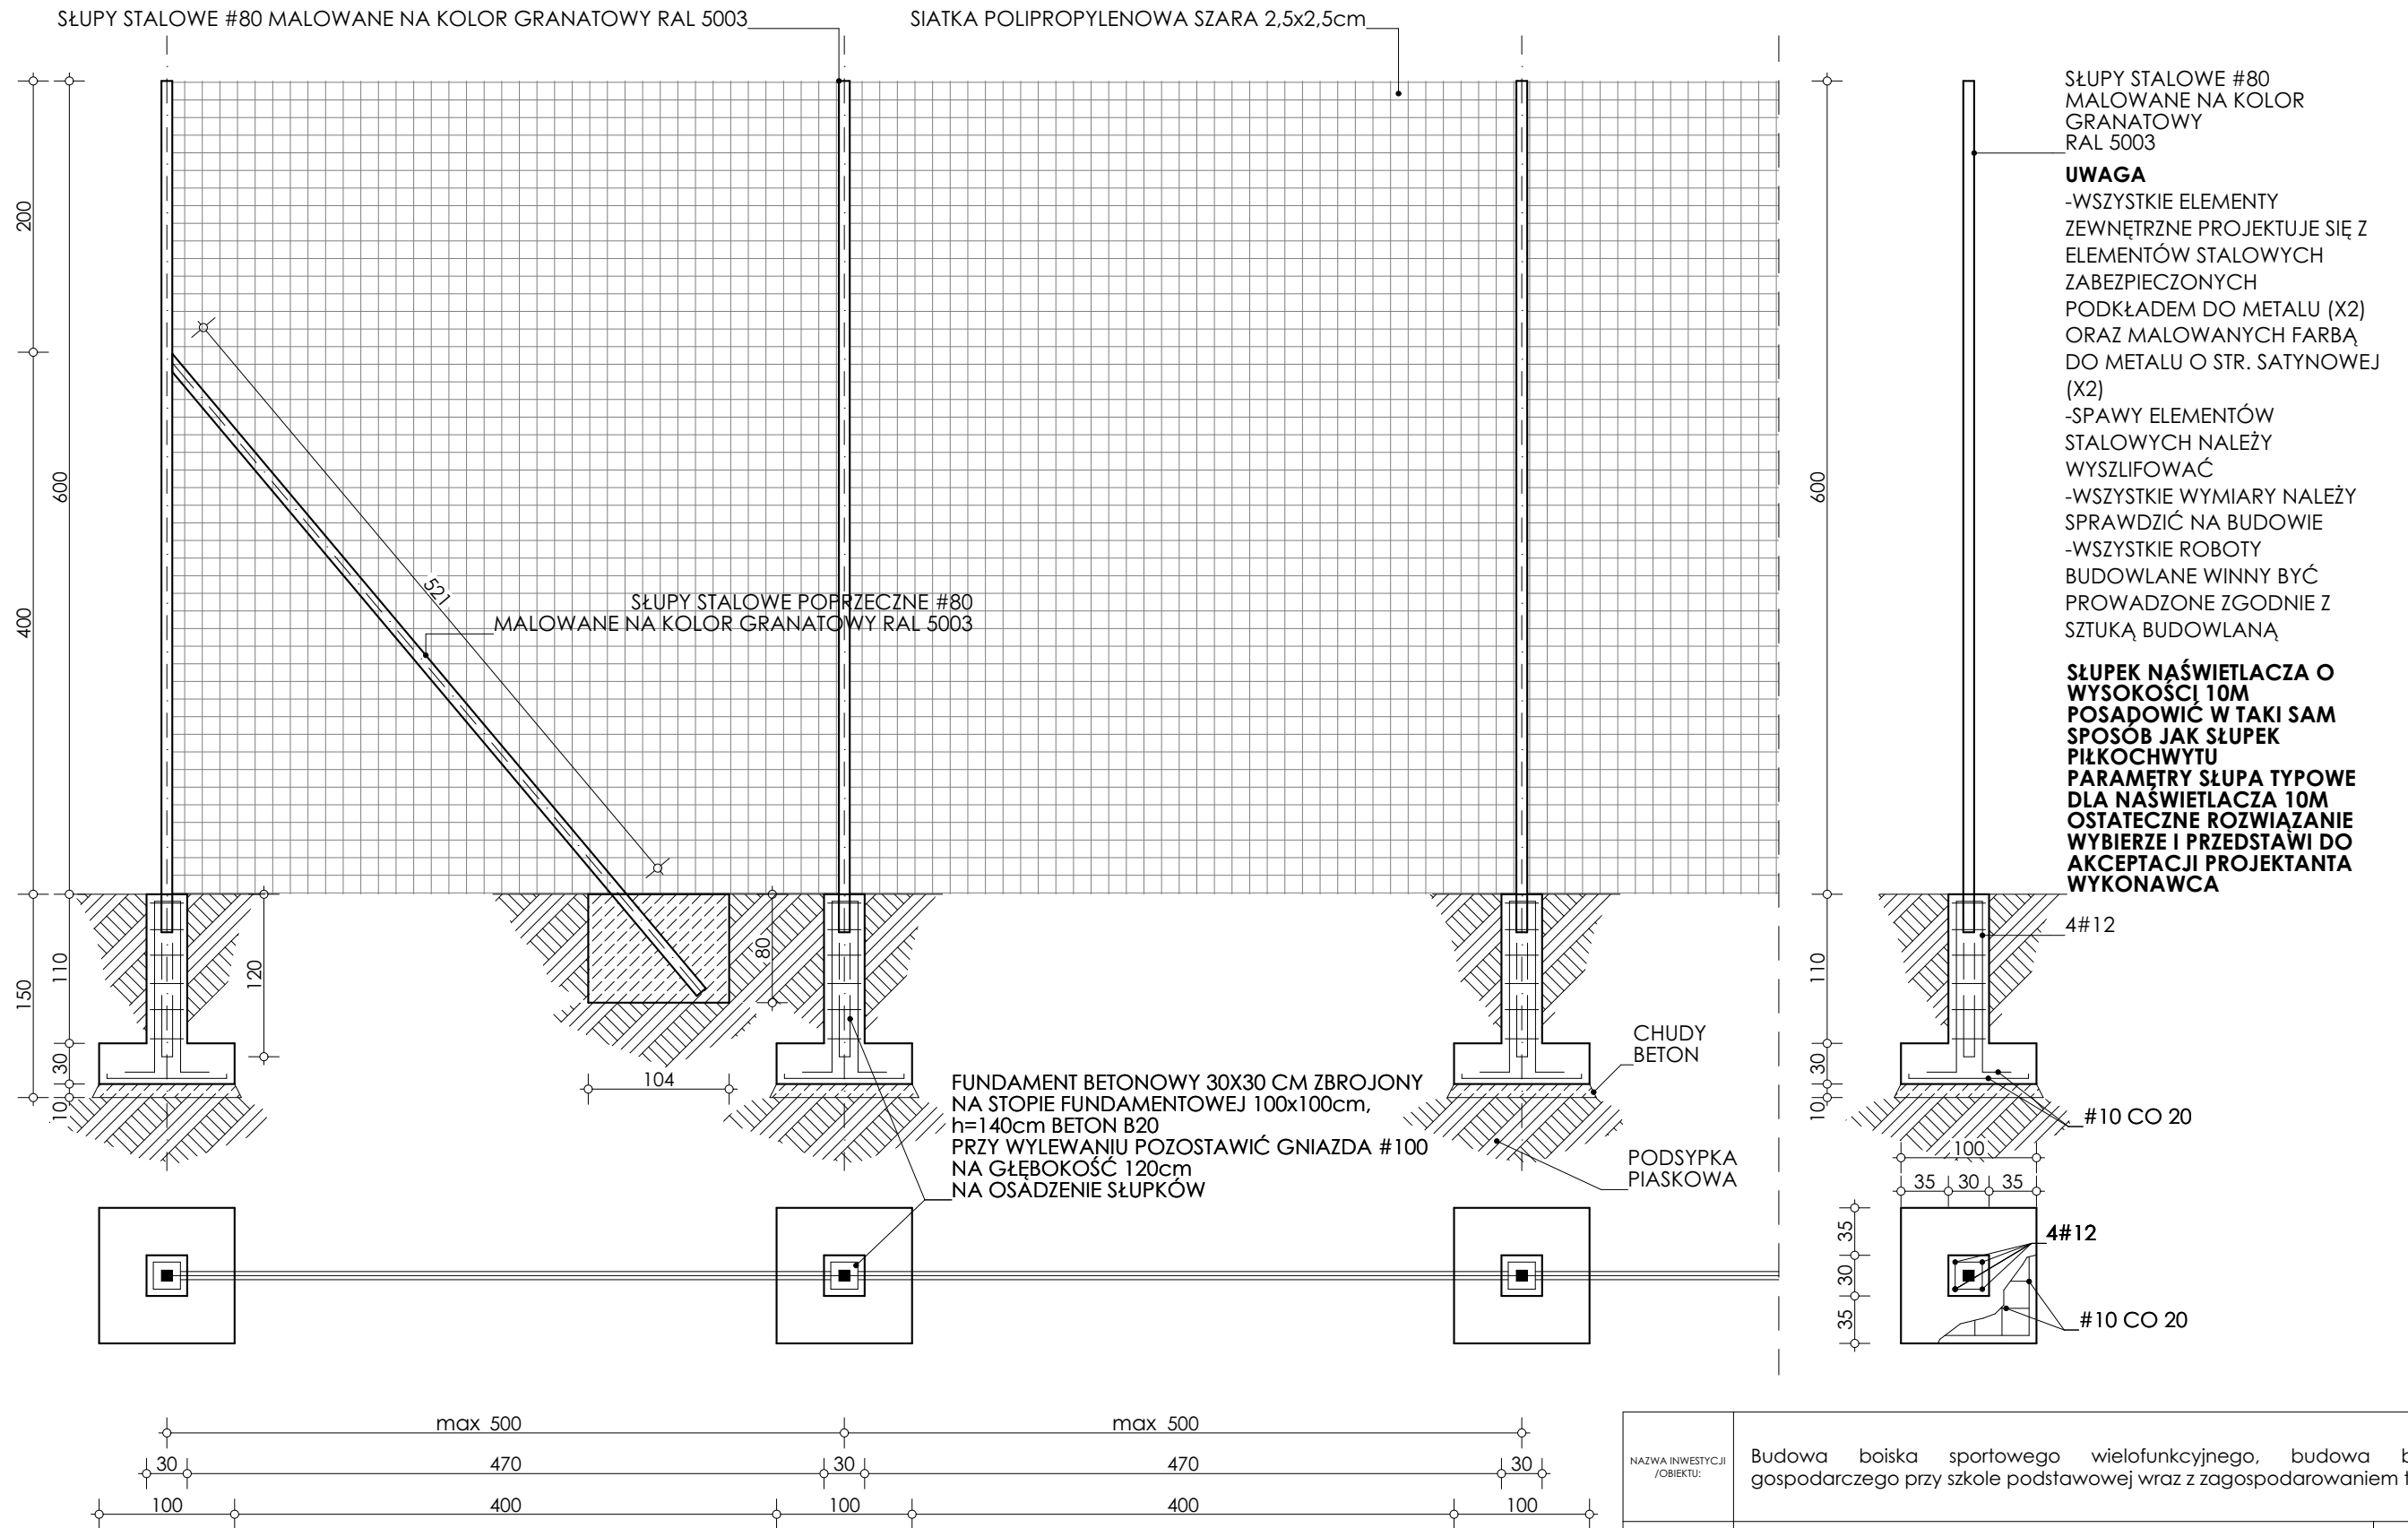 SŁUPY STALOWE #80 MALOWANE NA KOLOR GRANATOWY RAL 5003
SIATKA POLIPROPYLENOWA SZARA 2,5x2,5cm
200
600
400
150
110
30
10
120
521
SŁUPY STALOWE POPRZECZNE #80
MALOWANE NA KOLOR GRANATOWY RAL 5003
80
104
FUNDAMENT BETONOWY 30X30 CM ZBROJONY
NA STOPIE FUNDAMENTOWEJ 100x100cm,
h=140cm BETON B20
PRZY WYLEWANIU POZOSTAWIĆ GNIAZDA #100
NA GŁĘBOKOŚĆ 120cm
NA OSADZENIE SŁUPKÓW
CHUDY
BETON
PODSYPKA
PIASKOWA
600
110
30
10
SŁUPY STALOWE #80
MALOWANE NA KOLOR
GRANATOWY
RAL 5003
UWAGA
-WSZYSTKIE ELEMENTY
ZEWNĘTRZNE PROJEKTUJE SIĘ Z
ELEMENTÓW STALOWYCH
ZABEZPIECZONYCH
PODKŁADEM DO METALU (X2)
ORAZ MALOWANYCH FARBĄ
DO METALU O STR. SATYNOWEJ
(X2)
-SPAWY ELEMENTÓW
STALOWYCH NALEŻY
WYSZLIFOWAĆ
-WSZYSTKIE WYMIARY NALEŻY
SPRAWDZIĆ NA BUDOWIE
-WSZYSTKIE ROBOTY
BUDOWLANE WINNY BYĆ
PROWADZONE ZGODNIE Z
SZTUKĄ BUDOWLANĄ
SŁUPEK NAŚWIETLACZA O
WYSOKOŚCI 10M
POSADOWIĆ W TAKI SAM
SPOSÓB JAK SŁUPEK
PIŁKOCHWYTU
PARAMETRY SŁUPA TYPOWE
DLA NAŚWIETLACZA 10M
OSTATECZNE ROZWIĄZANIE
WYBIERZE I PRZEDSTAWI DO
AKCEPTACJI PROJEKTANTA
WYKONAWCA
4#12
#10 CO 20
100
35 30 35
35
30
35
4#12
#10 CO 20
max 500 max 500
30 470 30 470 30
100 400 100 400 100
NAZWA INWESTYCJI
/OBIEKTU:
Budowa boiska sportowego wielofunkcyjnego, budowa b
gospodarczego przy szkole podstawowej wraz z zagospodarowaniem t